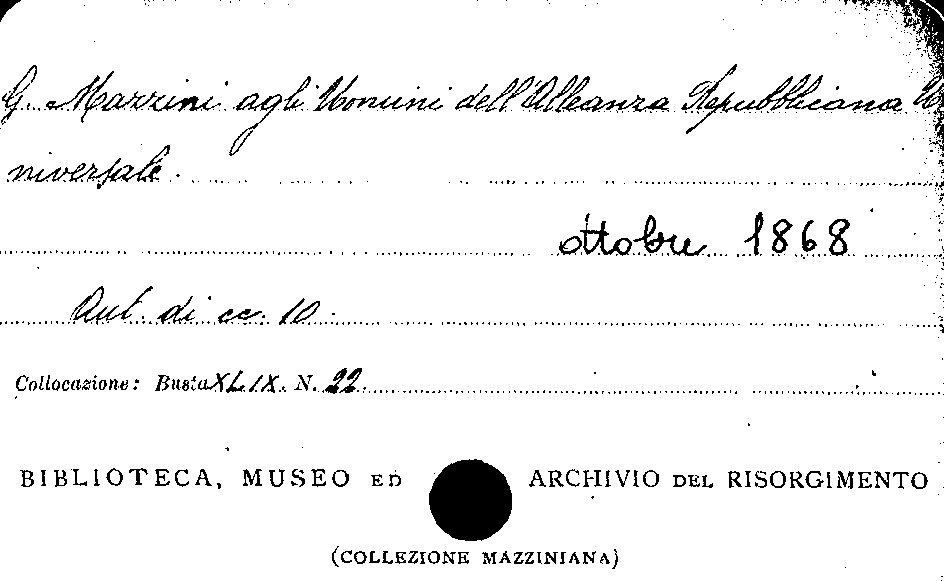 G. Mazzini agli Uomini dell'Alleanza Repubblicana U
niversale.
ottobre 1868
Aut. di cc. 10.
Collocazione: Busta XLIX. N. 22
BIBLIOTECA, MUSEO ED ARCHIVIO DEL RISORGIMENTO
(COLLEZIONE MAZZINIANA)